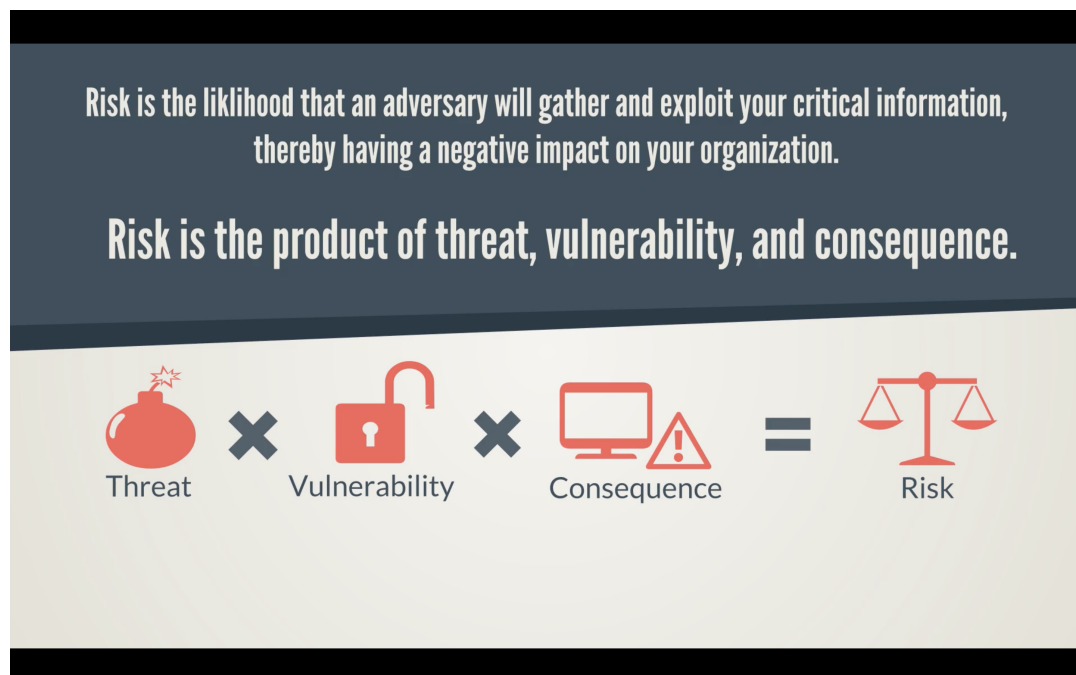 Risk is the liklihood that an adversary will gather and exploit your critical information,
thereby having a negative impact on your organization.
Risk is the product of threat, vulnerability, and consequence.
Threat × Vulnerability × Consequence = Risk